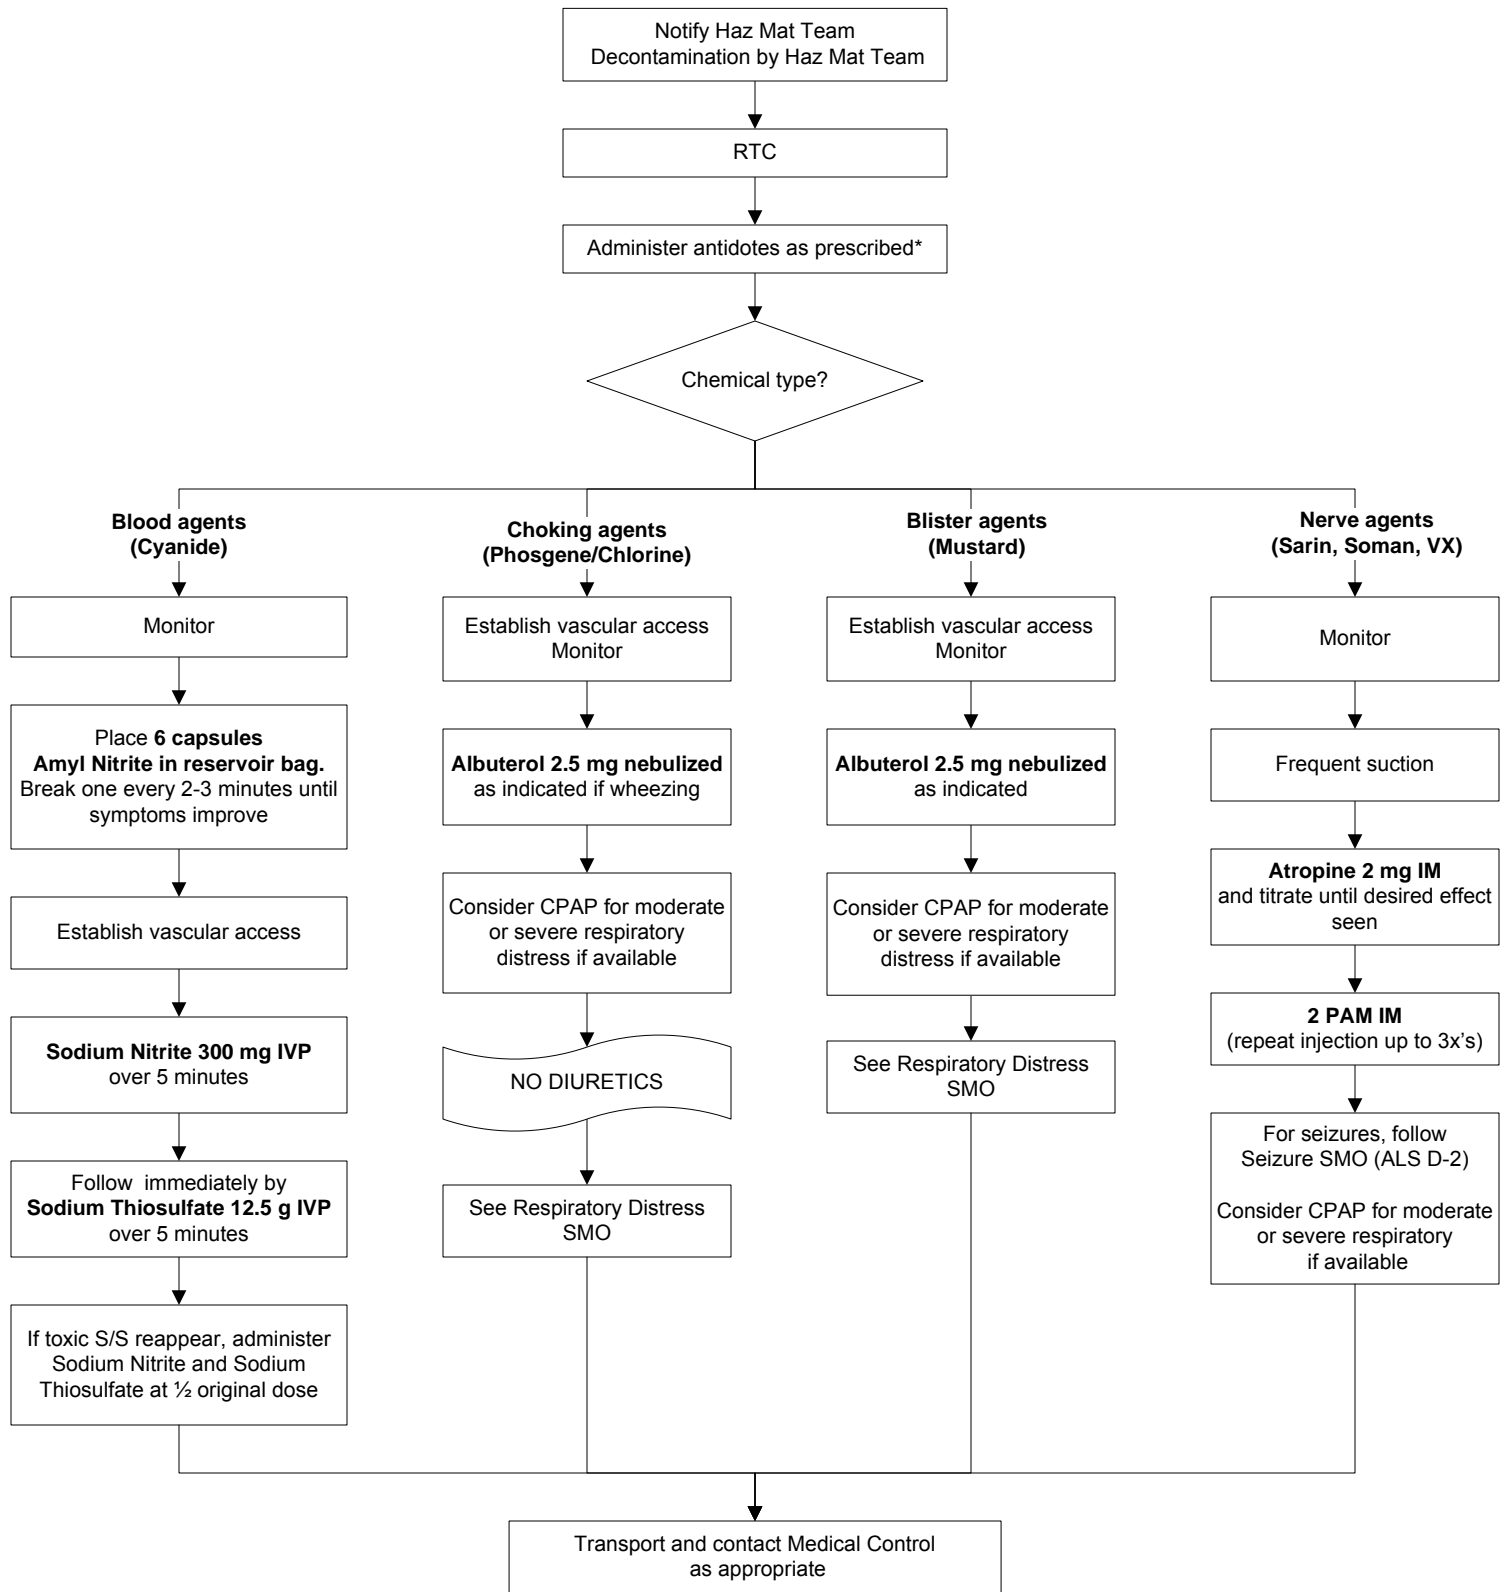 Notify Haz Mat Team
Decontamination by Haz Mat Team
RTC
Administer antidotes as prescribed*
Chemical type?
Blood agents
(Cyanide)
Monitor
Place 6 capsules
Amyl Nitrite in reservoir bag.
Break one every 2-3 minutes until
symptoms improve
Establish vascular access
Sodium Nitrite 300 mg IVP
over 5 minutes
Follow immediately by
Sodium Thiosulfate 12.5 g IVP
over 5 minutes
If toxic S/S reappear, administer
Sodium Nitrite and Sodium
Thiosulfate at ½ original dose
Choking agents
(Phosgene/Chlorine)
Establish vascular access
Monitor
Albuterol 2.5 mg nebulized
as indicated if wheezing
Consider CPAP for moderate
or severe respiratory
distress if available
NO DIURETICS
See Respiratory Distress
SMO
Blister agents
(Mustard)
Establish vascular access
Monitor
Albuterol 2.5 mg nebulized
as indicated
Consider CPAP for moderate
or severe respiratory
distress if available
See Respiratory Distress
SMO
Nerve agents
(Sarin, Soman, VX)
Monitor
Frequent suction
Atropine 2 mg IM
and titrate until desired effect
seen
2 PAM IM
(repeat injection up to 3x's)
For seizures, follow
Seizure SMO (ALS D-2)
Consider CPAP for moderate
or severe respiratory
if available
Transport and contact Medical Control
as appropriate